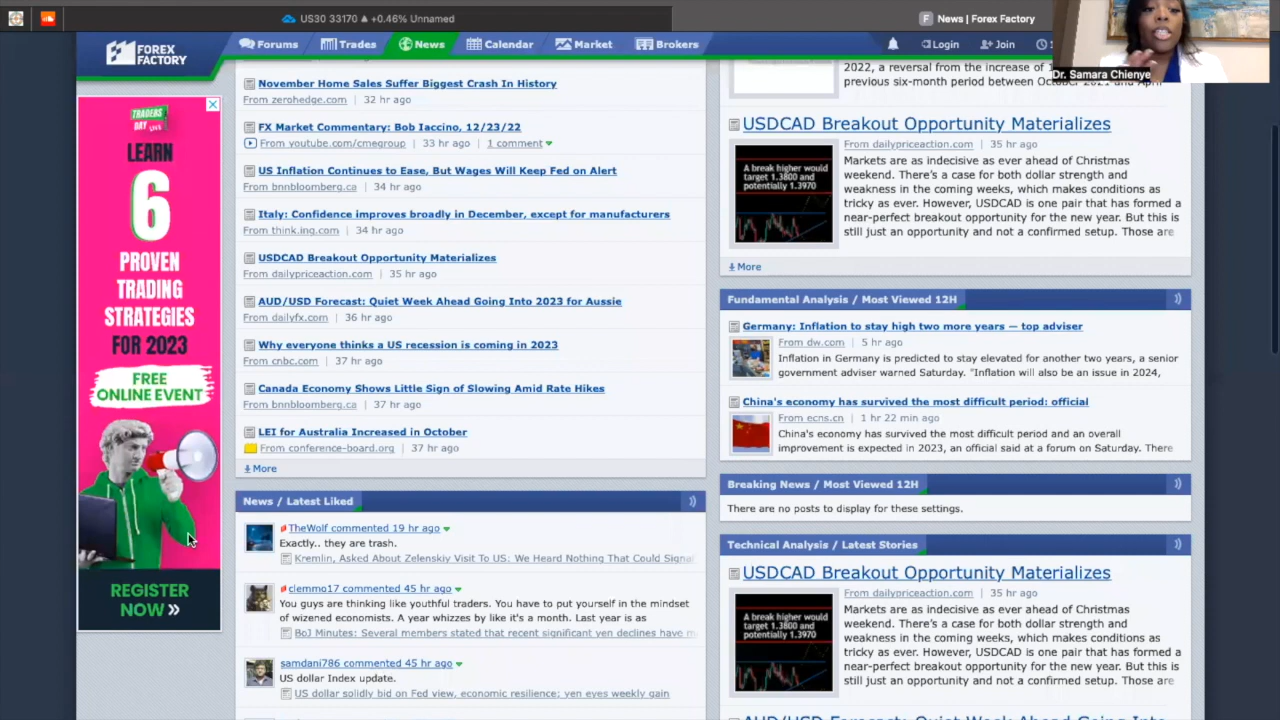 US30 33170 ▲ +0.46% Unnamed
News | Forex Factory
FOREX
FACTORY
Forums
Trades
News
Calendar
Market
Brokers
Login
Join
Dr. Samara Chienye
TRADERS
DAY
LEARN
6
PROVEN
TRADING
STRATEGIES
FOR 2023
FREE
ONLINE EVENT
REGISTER
NOW »
November Home Sales Suffer Biggest Crash In History
From zerohedge.com | 32 hr ago
FX Market Commentary: Bob Iaccino, 12/23/22
From youtube.com/cmegroup | 33 hr ago | 1 comment
US Inflation Continues to Ease, But Wages Will Keep Fed on Alert
From bnnbloomberg.ca | 34 hr ago
Italy: Confidence improves broadly in December, except for manufacturers
From think.ing.com | 34 hr ago
USDCAD Breakout Opportunity Materializes
From dailypriceaction.com | 35 hr ago
AUD/USD Forecast: Quiet Week Ahead Going Into 2023 for Aussie
From dailyfx.com | 36 hr ago
Why everyone thinks a US recession is coming in 2023
From cnbc.com | 37 hr ago
Canada Economy Shows Little Sign of Slowing Amid Rate Hikes
From bnnbloomberg.ca | 37 hr ago
LEI for Australia Increased in October
From conference-board.org | 37 hr ago
More
News / Latest Liked
TheWolf commented 19 hr ago
Exactly.. they are trash.
Kremlin, Asked About Zelenskiy Visit To US: We Heard Nothing That Could Signa
clemmo17 commented 45 hr ago
You guys are thinking like youthful traders. You have to put yourself in the mindset
of wizened economists. A year whizzes by like it's a month. Last year is as
BoJ Minutes: Several members stated that recent significant yen declines have m
samdani786 commented 45 hr ago
US dollar Index update.
US dollar solidly bid on Fed view, economic resilience; yen eyes weekly gain
2022, a reversal from the increase of
previous six-month period between October 2021 and April
USDCAD Breakout Opportunity Materializes
From dailypriceaction.com | 35 hr ago
A break higher would
target 1.3800 and
potentially 1.3970
Markets are as indecisive as ever ahead of Christmas
weekend. There's a case for both dollar strength and
weakness in the coming weeks, which makes conditions as
tricky as ever. However, USDCAD is one pair that has formed a
near-perfect breakout opportunity for the new year. But this is
still just an opportunity and not a confirmed setup. Those are
More
Fundamental Analysis / Most Viewed 12H
Germany: Inflation to stay high two more years — top adviser
From dw.com | 5 hr ago
Inflation in Germany is predicted to stay elevated for another two years, a senior
government adviser warned Saturday. "Inflation will also be an issue in 2024,
China's economy has survived the most difficult period: official
From ecns.cn | 1 hr 22 min ago
China's economy has survived the most difficult period and an overall
improvement is expected in 2023, an official said at a forum on Saturday. There
Breaking News / Most Viewed 12H
There are no posts to display for these settings.
Technical Analysis / Latest Stories
USDCAD Breakout Opportunity Materializes
From dailypriceaction.com | 35 hr ago
A break higher would
target 1.3800 and
potentially 1.3970
Markets are as indecisive as ever ahead of Christmas
weekend. There's a case for both dollar strength and
weakness in the coming weeks, which makes conditions as
tricky as ever. However, USDCAD is one pair that has formed a
near-perfect breakout opportunity for the new year. But this is
still just an opportunity and not a confirmed setup. Those are
AUD/USD Forecast: Quiet Week Ahead Going Into